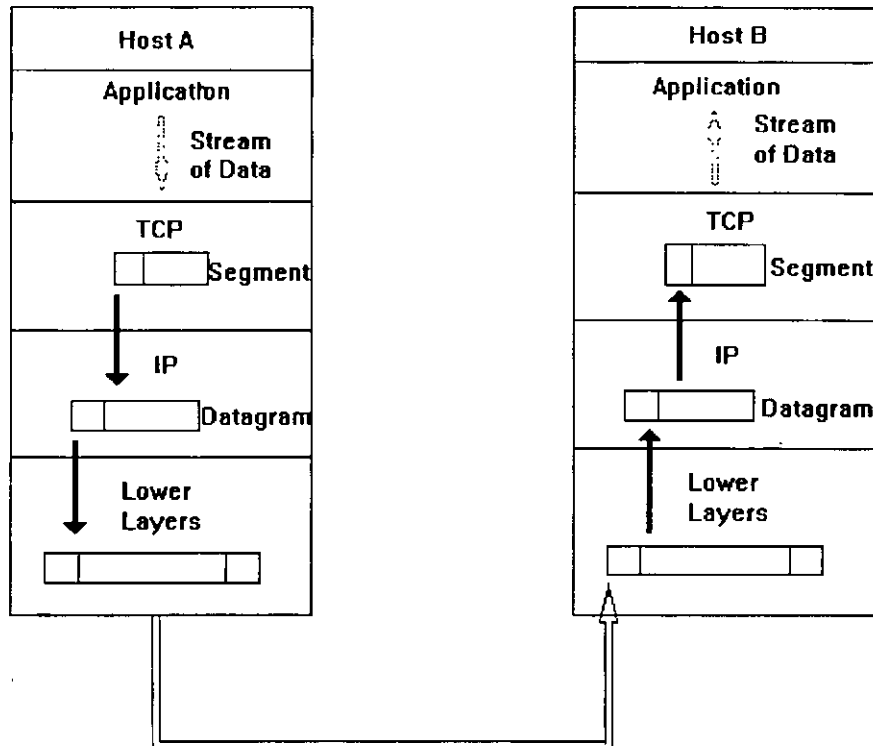 Host A
Application
Stream
of Data
TCP
Segment
IP
Datagram
Lower
Layers
Host B
Application
Stream
of Data
TCP
Segment
IP
Datagram
Lower
Layers